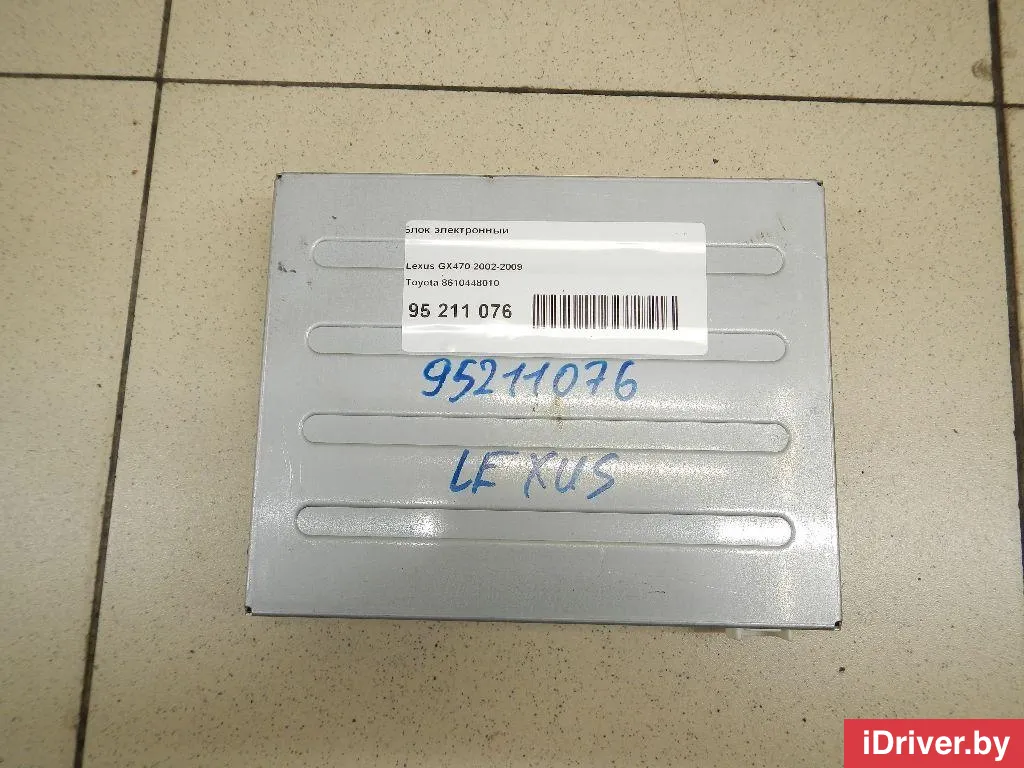 Блок электронный
Lexus GX470 2002-2009
Toyota 8610448010
95 211 076
95211076
LEXUS
iDriver.by